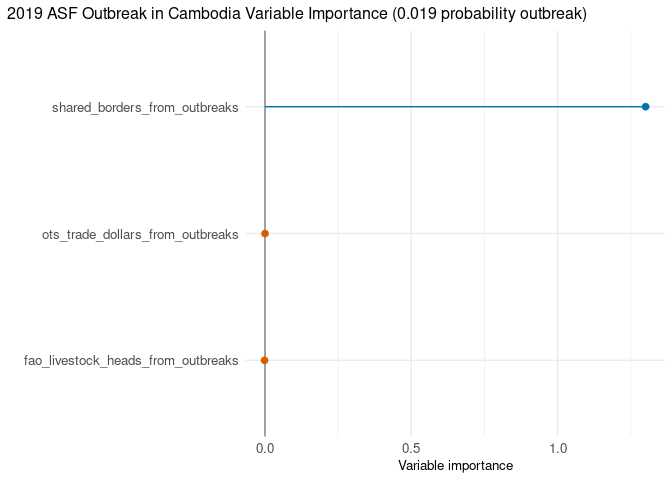 2019 ASF Outbreak in Cambodia Variable Importance (0.019 probability outbreak)
shared_borders_from_outbreaks
ots_trade_dollars_from_outbreaks
fao_livestock_heads_from_outbreaks
0.0 0.5 1.0
Variable importance